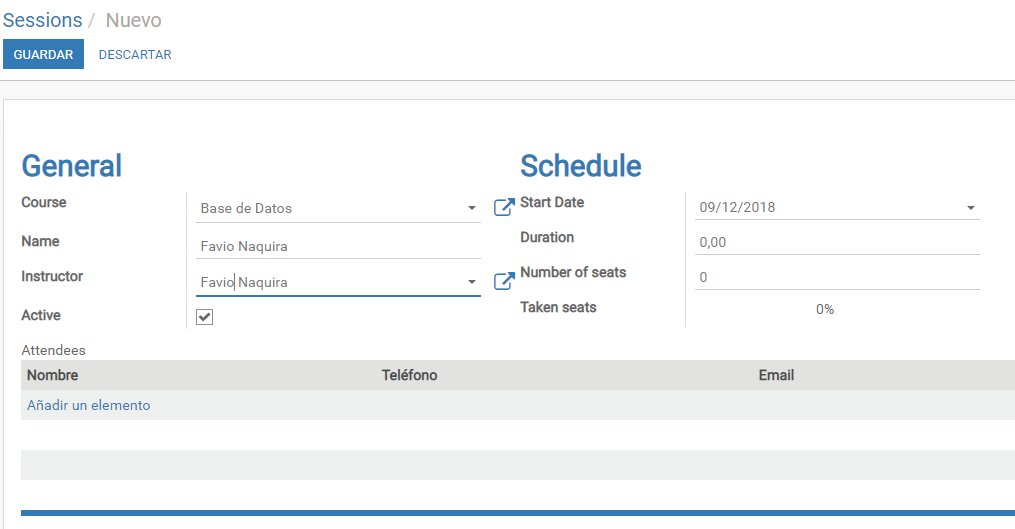 Sessions / Nuevo
GUARDAR DESCARTAR
General
Course Base de Datos
Name Favio Naquira
Instructor Favio Naquira
Active
Schedule
Start Date 09/12/2018
Duration 0,00
Number of seats 0
Taken seats 0%
Attendees
Nombre Teléfono Email
Añadir un elemento